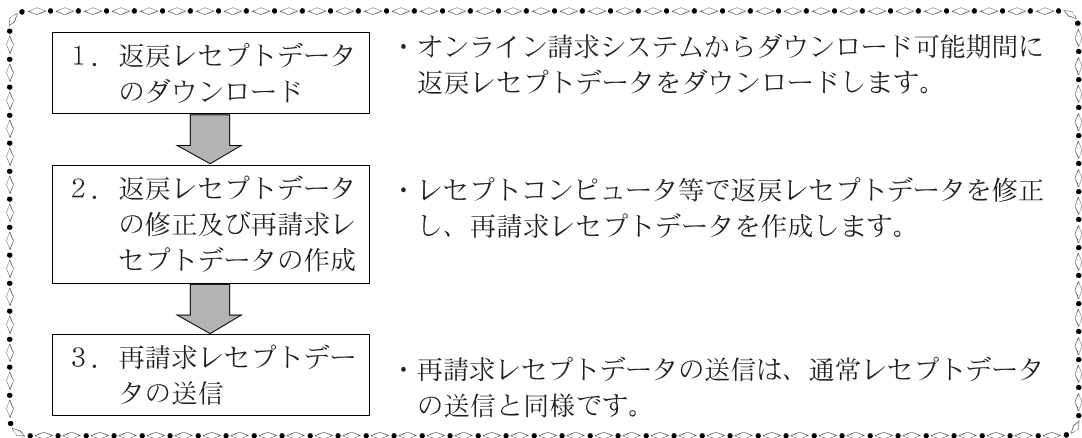 １．返戻レセプトデータ
のダウンロード
・オンライン請求システムからダウンロード可能期間に
返戻レセプトデータをダウンロードします。
２．返戻レセプトデータ
の修正及び再請求レ
セプトデータの作成
・レセプトコンピュータ等で返戻レセプトデータを修正
し、再請求レセプトデータを作成します。
３．再請求レセプトデー
タの送信
・再請求レセプトデータの送信は、通常レセプトデータ
の送信と同様です。